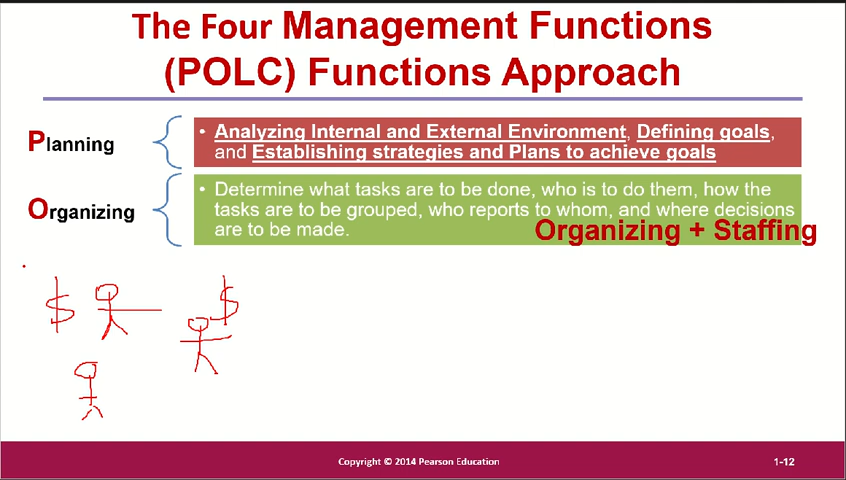 The Four Management Functions
(POLC) Functions Approach
Planning
• Analyzing Internal and External Environment, Defining goals,
and Establishing strategies and Plans to achieve goals
Organizing
• Determine what tasks are to be done, who is to do them, how the
tasks are to be grouped, who reports to whom, and where decisions
are to be made.
Organizing + Staffing
$ $
Copyright © 2014 Pearson Education
1-12